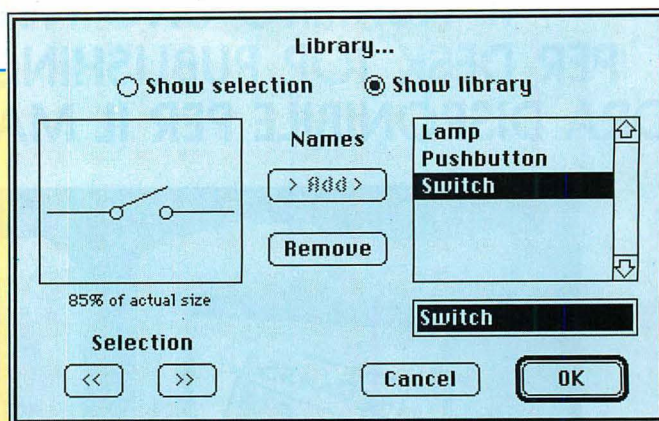 Library...
Show selection
Show library
Names
> Add >
Remove
Lamp
Pushbutton
Switch
85% of actual size
Switch
Selection
<<
>>
Cancel
OK